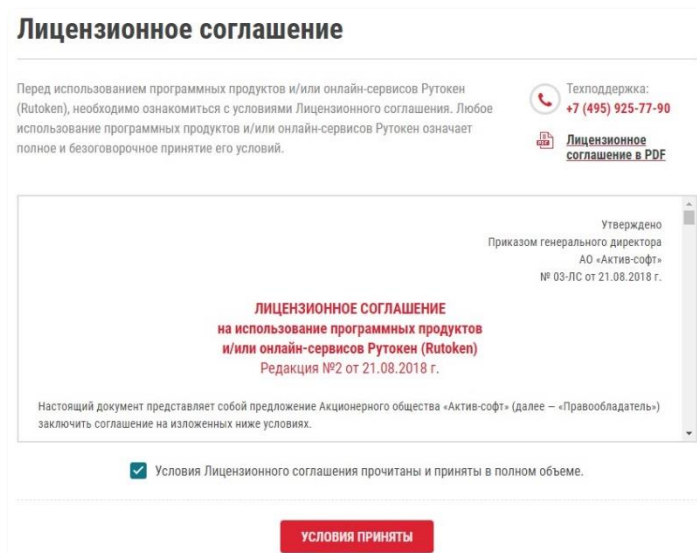 Лицензионное соглашение
Перед использованием программных продуктов и/или онлайн-сервисов Рутокен
(Rutoken), необходимо ознакомиться с условиями Лицензионного соглашения. Любое
использование программных продуктов и/или онлайн-сервисов Рутокен означает
полное и безоговорочное принятие его условий.
Техподдержка:
+7 (495) 925-77-90
Лицензионное
соглашение в PDF
Утверждено
Приказом генерального директора
АО «Актив-софт»
№ 03-ЛС от 21.08.2018 г.
ЛИЦЕНЗИОННОЕ СОГЛАШЕНИЕ
на использование программных продуктов
и/или онлайн-сервисов Рутокен (Rutoken)
Редакция №2 от 21.08.2018 г.
Настоящий документ представляет собой предложение Акционерного общества «Актив-софт» (далее — «Правообладатель»)
заключить соглашение на изложенных ниже условиях.
Условия Лицензионного соглашения прочитаны и приняты в полном объеме.
УСЛОВИЯ ПРИНЯТЫ